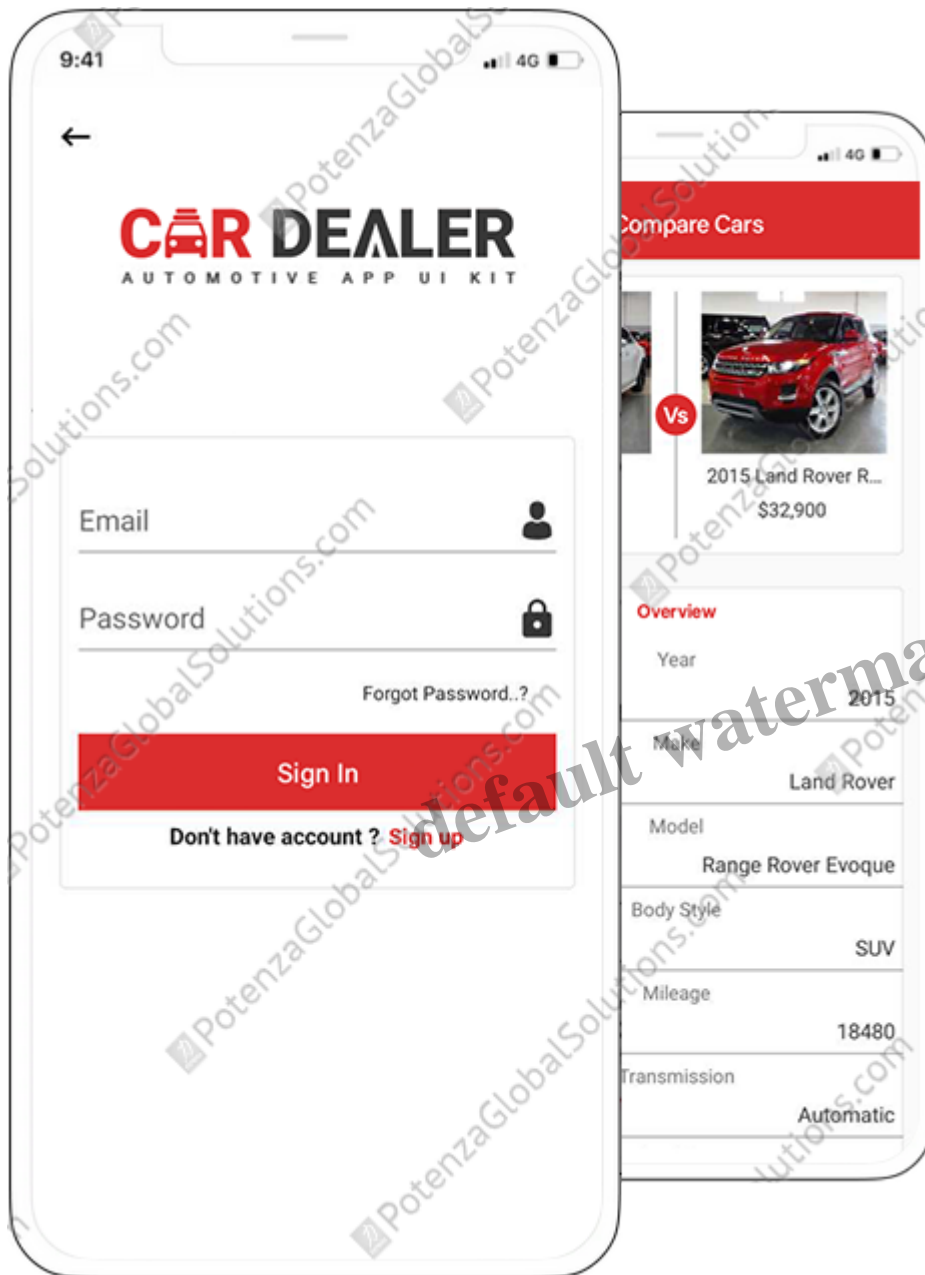 9:41
4G
CAR DEALER
AUTOMOTIVE APP UI KIT
Email
Password
Forgot Password..?
Sign In
Don't have account ? Sign up
4G
Compare Cars
Vs
2015 Land Rover R...
$32,900
Overview
Year
2015
Make
Land Rover
Model
Range Rover Evoque
Body Style
SUV
Mileage
18480
Transmission
Automatic
default waterma
PotenzaGlobalSolutions.com